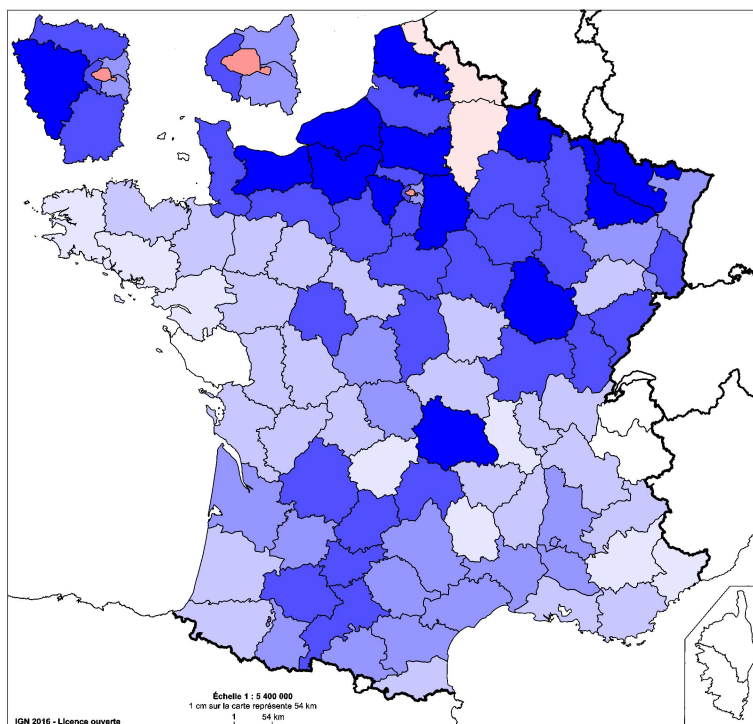 Échelle 1 : 5 400 000
1 cm sur la carte représente 54 km
1 54 km
IGN 2016 - Licence ouverte